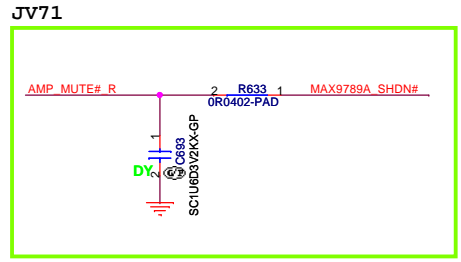 JV71
AMP_MUTE#_R
2 R633 1
MAX9789A_SHDN#
0R0402-PAD
1
C693
SC1U6D3V2KX-GP
DY
2